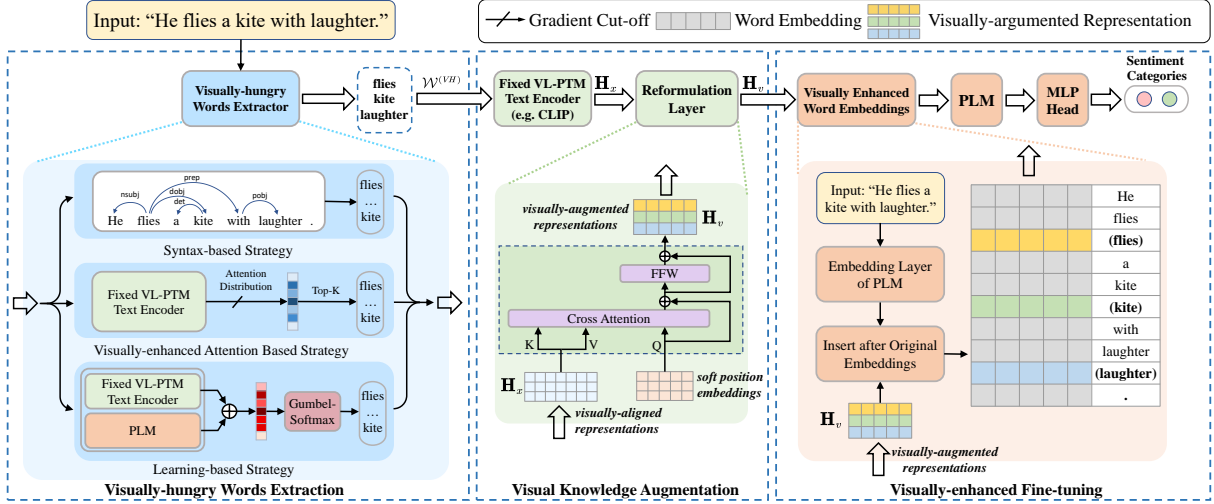 Input: “He flies a kite with laughter.”
Gradient Cut-off
Word Embedding
Visually-argumented Representation
Visually-hungry
Words Extractor
flies
kite
laughter
𝒲(VH)
nsubj
prep
dobj
det
pobj
He flies a kite with laughter .
flies
...
kite
Syntax-based Strategy
Fixed VL-PTM
Text Encoder
Attention
Distribution
Top-K
flies
...
kite
Visually-enhanced Attention Based Strategy
Fixed VL-PTM
Text Encoder
PLM
Gumbel-
Softmax
flies
...
kite
Learning-based Strategy
Visually-hungry Words Extraction
Fixed VL-PTM
Text Encoder
(e.g. CLIP)
Hx
Reformulation
Layer
Hv
visually-augmented
representations
Hv
FFW
Cross Attention
K
V
Q
Hx
soft position
embeddings
visually-aligned
representations
Visual Knowledge Augmentation
Visually Enhanced
Word Embeddings
PLM
MLP
Head
Sentiment
Categories
Input: “He flies a
kite with laughter.”
Embedding Layer
of PLM
Insert after Original
Embeddings
Hv
visually-augmented
representations
He
flies
(flies)
a
kite
(kite)
with
laughter
(laughter)
.
Visually-enhanced Fine-tuning